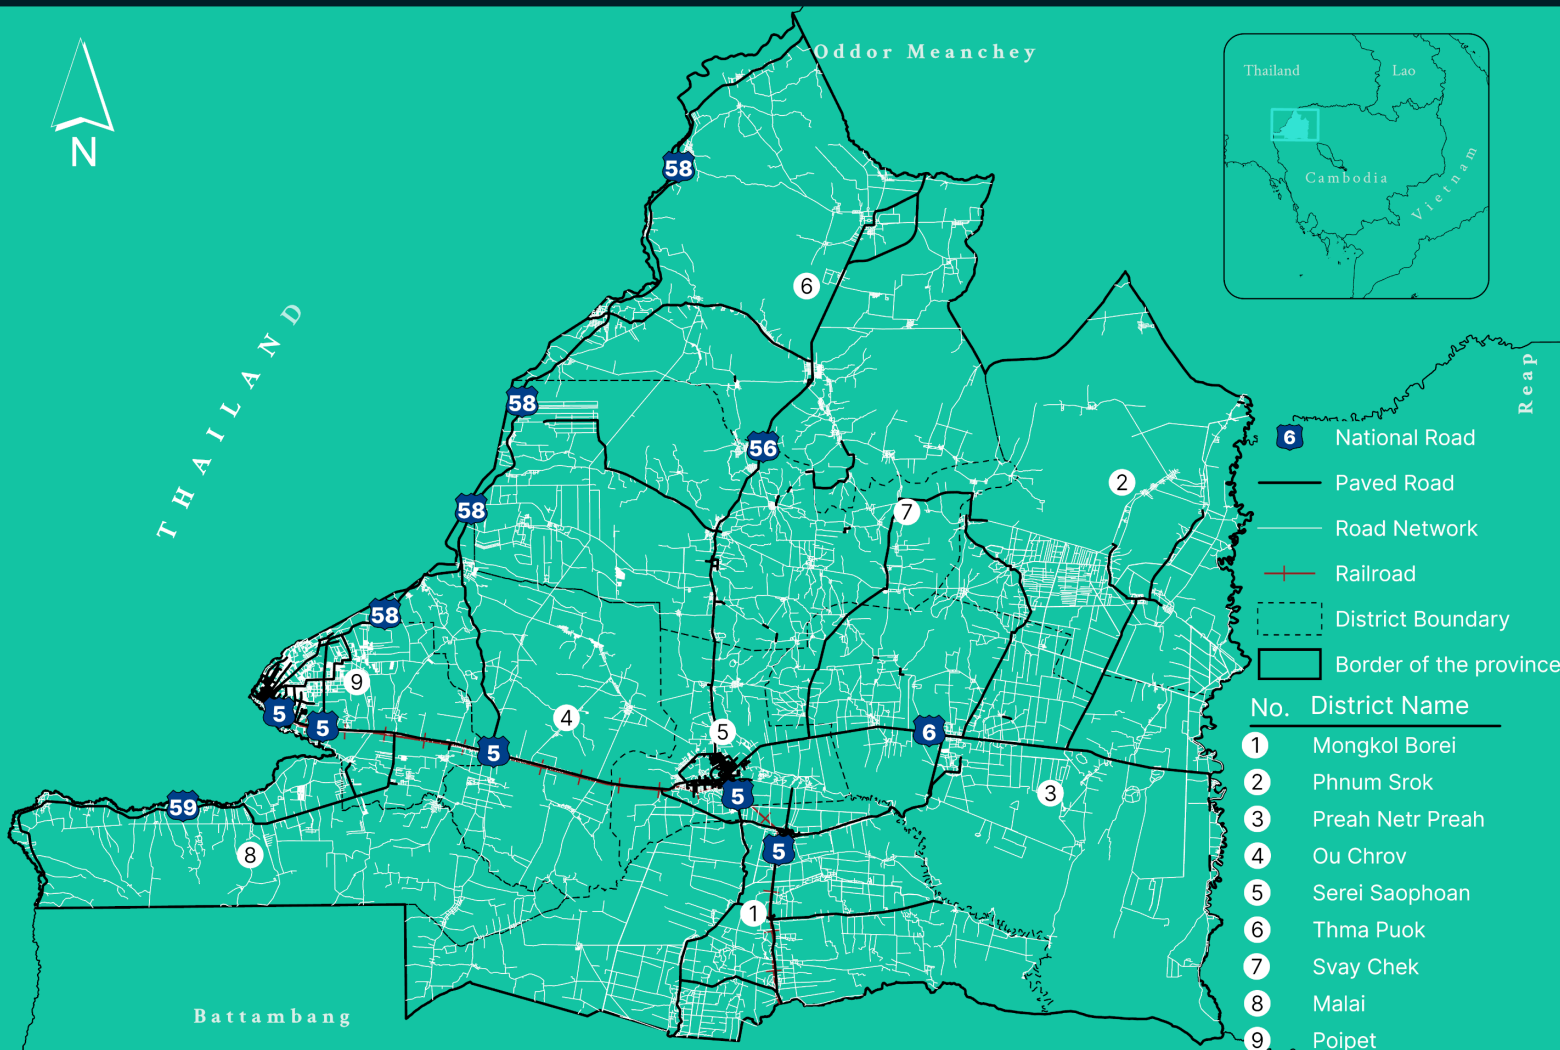 Oddor Meanchey
N
Thailand
Lao
Cambodia
Vietnam
58
6
THAILAND
Reap
58
56
58
2
7
58
9
5
5
4
5
5
6
59
5
3
8
5
1
Battambang
6 National Road
Paved Road
Road Network
Railroad
District Boundary
Border of the province
No. District Name
1 Mongkol Borei
2 Phnum Srok
3 Preah Netr Preah
4 Ou Chrov
5 Serei Saophoan
6 Thma Puok
7 Svay Chek
8 Malai
9 Poipet